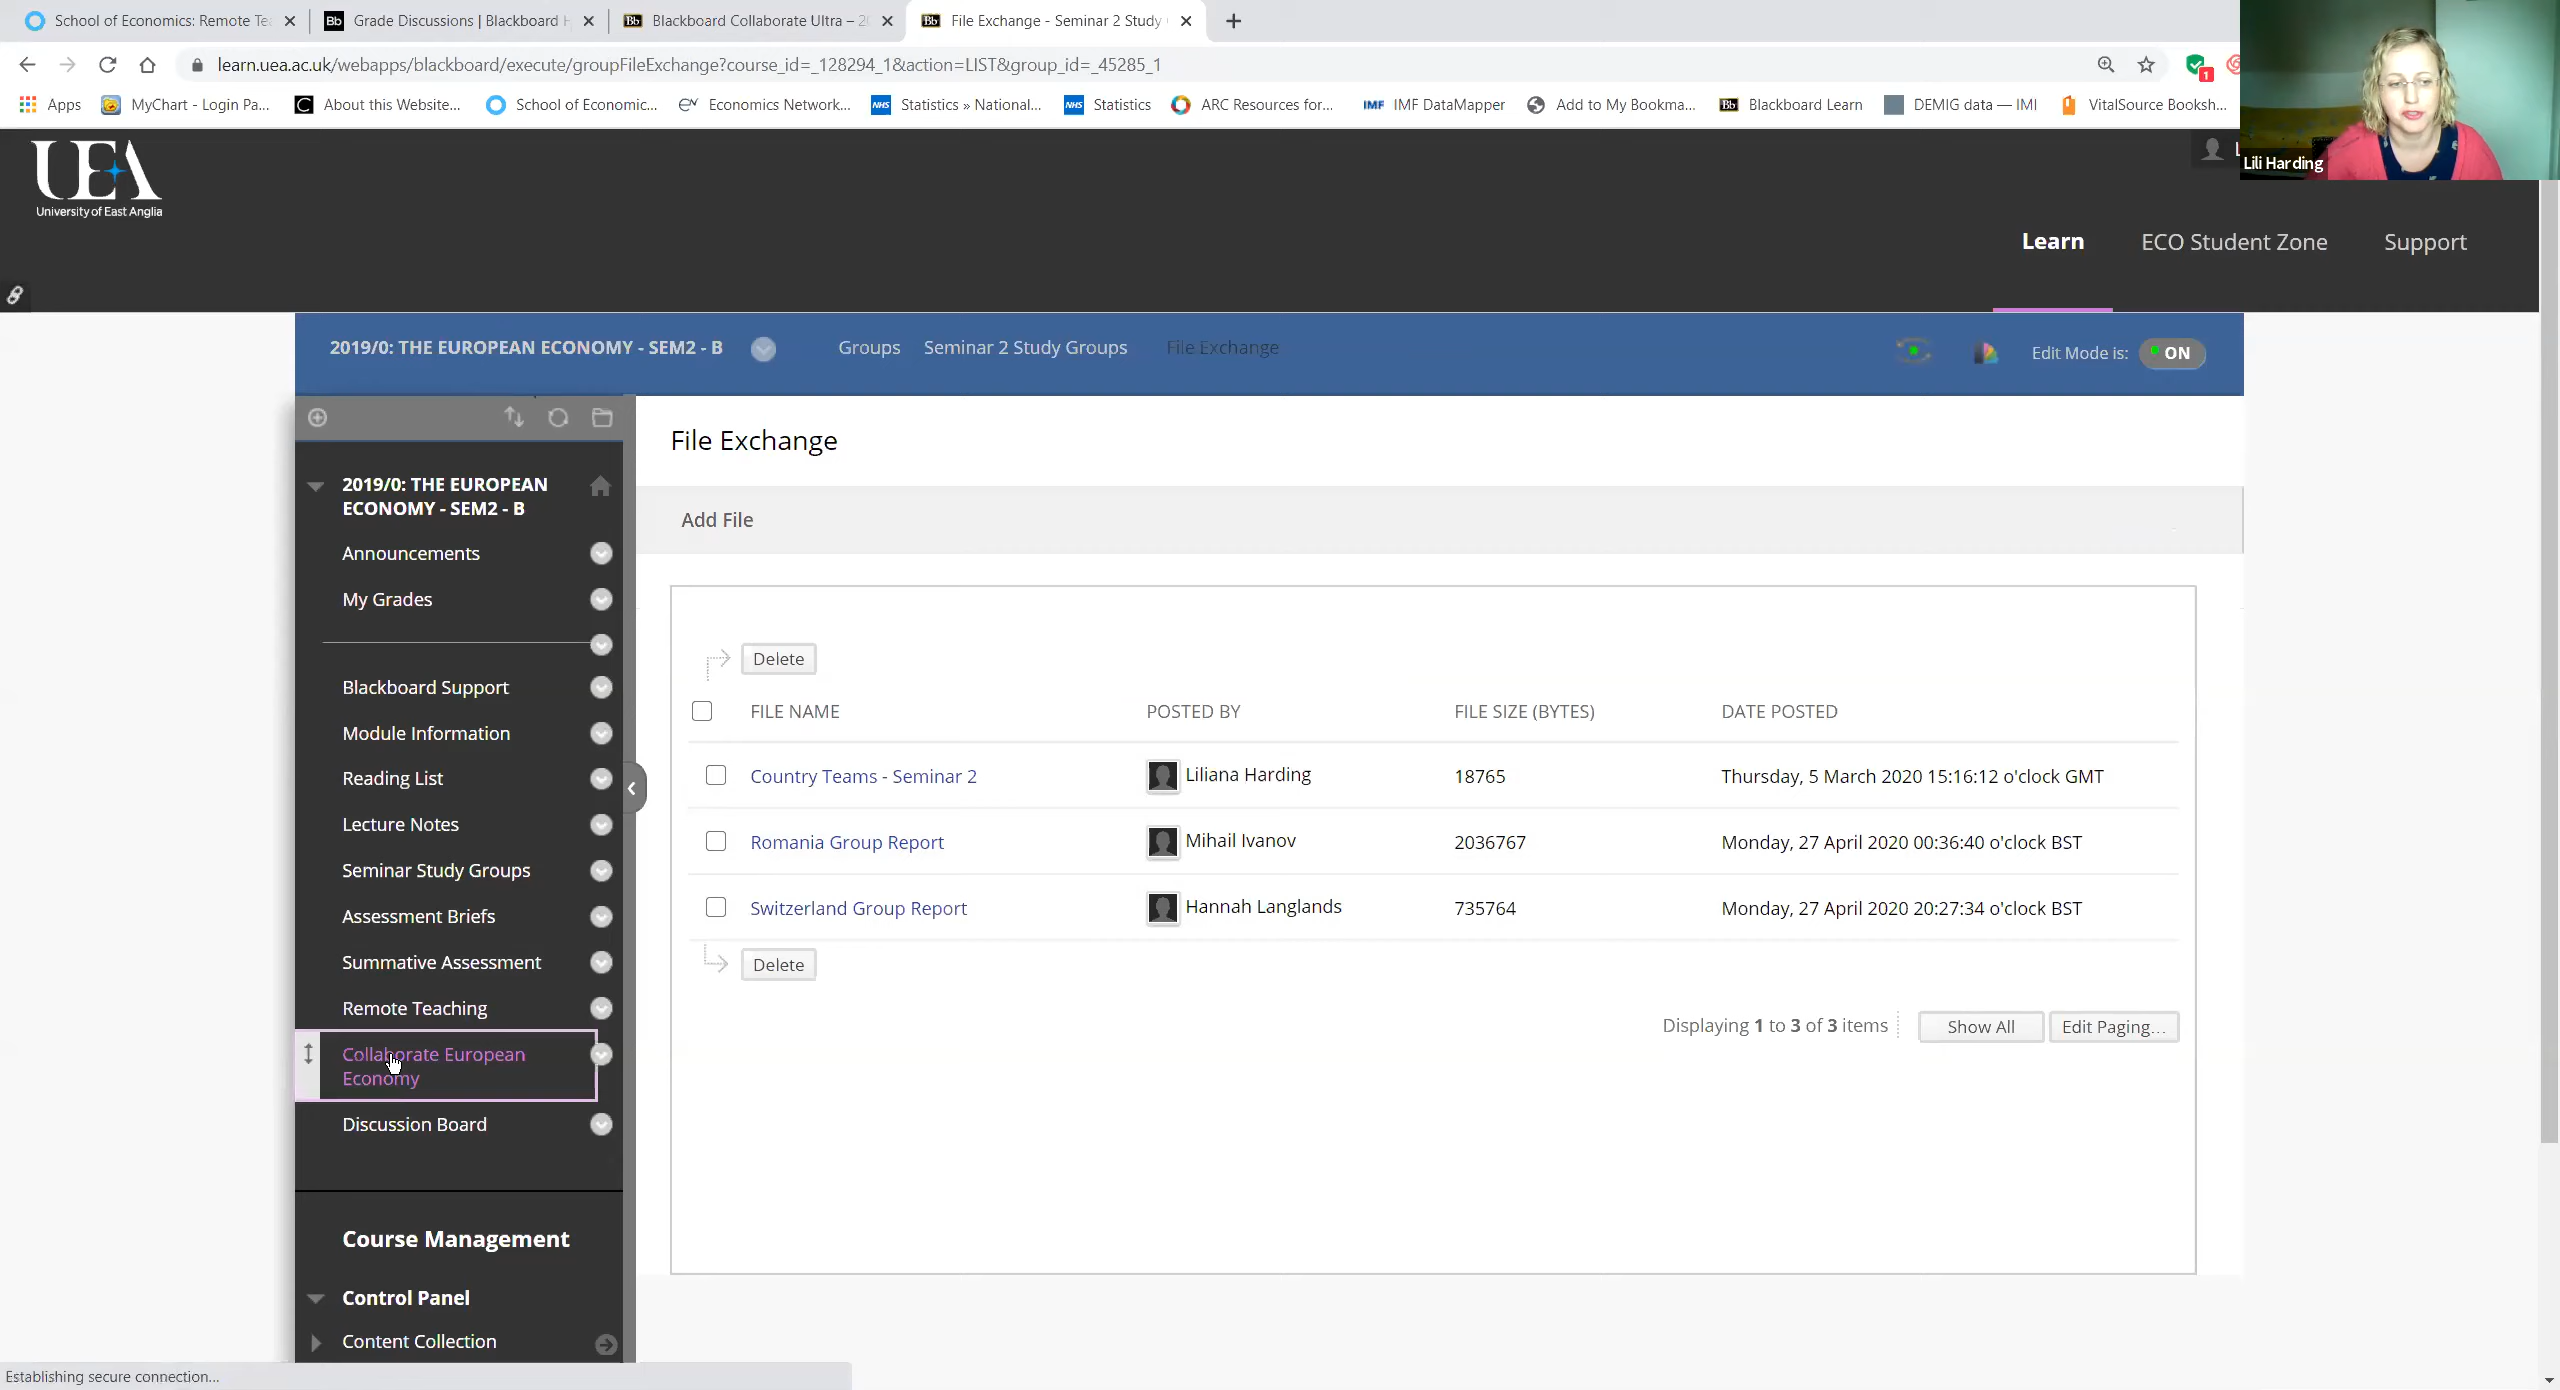 School of Economics: Remote Te
Grade Discussions | Blackboard H
Blackboard Collaborate Ultra – 20
File Exchange - Seminar 2 Study
learn.uea.ac.uk/webapps/blackboard/execute/groupFileExchange?course_id=_128294_1&action=LIST&group_id=_45285_1
1
Apps
MyChart - Login Pa...
About this Website...
School of Economic...
Economics Network...
NHS Statistics » National...
NHS Statistics
ARC Resources for...
IMF IMF DataMapper
Add to My Bookma...
Bb Blackboard Learn
DEMIG data — IMI
VitalSource Booksh...
Lili Harding
UEA
University of East Anglia
Learn
ECO Student Zone
Support
2019/0: THE EUROPEAN ECONOMY - SEM2 - B
Groups
Seminar 2 Study Groups
File Exchange
Edit Mode is:
ON
2019/0: THE EUROPEAN
ECONOMY - SEM2 - B
Announcements
My Grades
Blackboard Support
Module Information
Reading List
Lecture Notes
Seminar Study Groups
Assessment Briefs
Summative Assessment
Remote Teaching
Collaborate European
Economy
Discussion Board
Course Management
Control Panel
Content Collection
File Exchange
Add File
Delete
FILE NAME POSTED BY FILE SIZE (BYTES) DATE POSTED
Country Teams - Seminar 2 Liliana Harding 18765 Thursday, 5 March 2020 15:16:12 o'clock GMT
Romania Group Report Mihail Ivanov 2036767 Monday, 27 April 2020 00:36:40 o'clock BST
Switzerland Group Report Hannah Langlands 735764 Monday, 27 April 2020 20:27:34 o'clock BST
Delete
Displaying 1 to 3 of 3 items
Show All
Edit Paging...
Establishing secure connection...